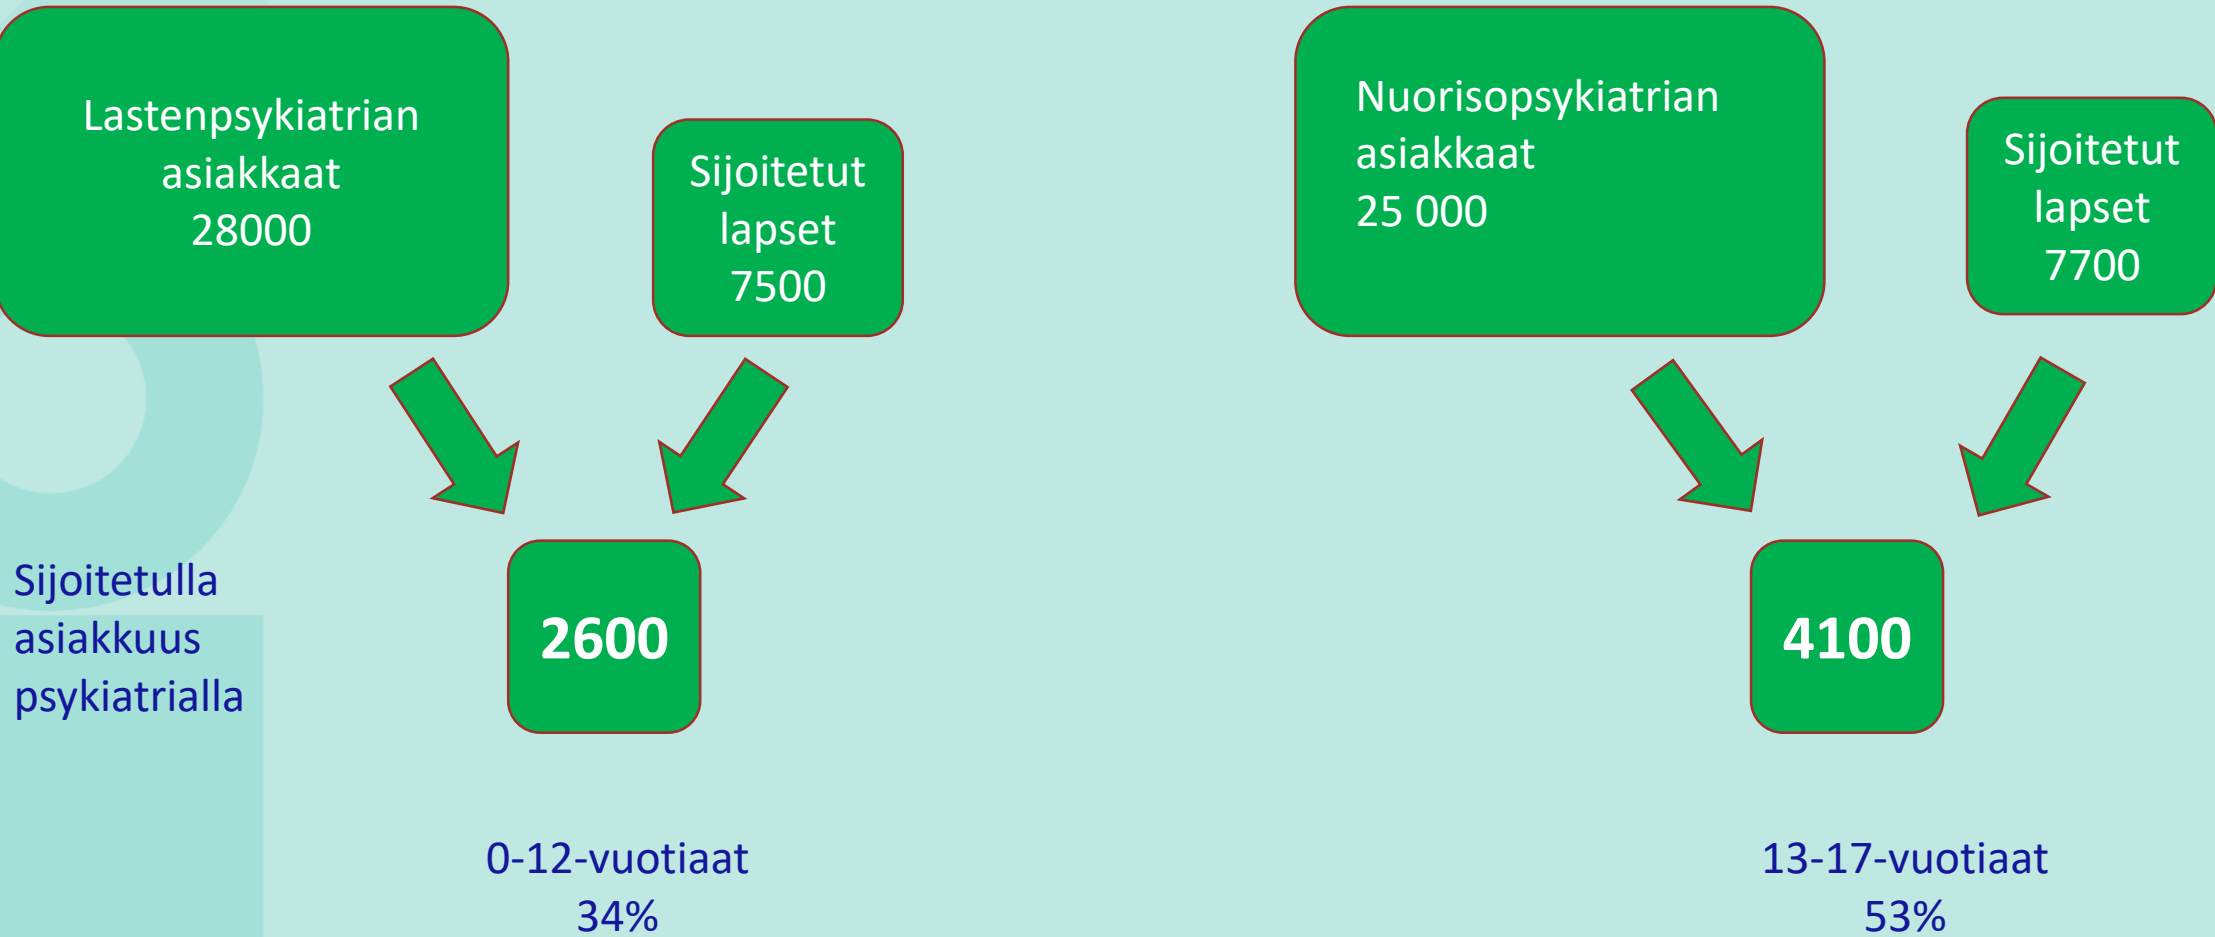 Lastenpsykiatrian
asiakkaat
28000
Sijoitetut
lapset
7500
Nuorisopsykiatrian
asiakkaat
25 000
Sijoitetut
lapset
7700
Sijoitetulla
asiakkuus
psykiatrialla
2600
4100
0-12-vuotiaat
34%
13-17-vuotiaat
53%